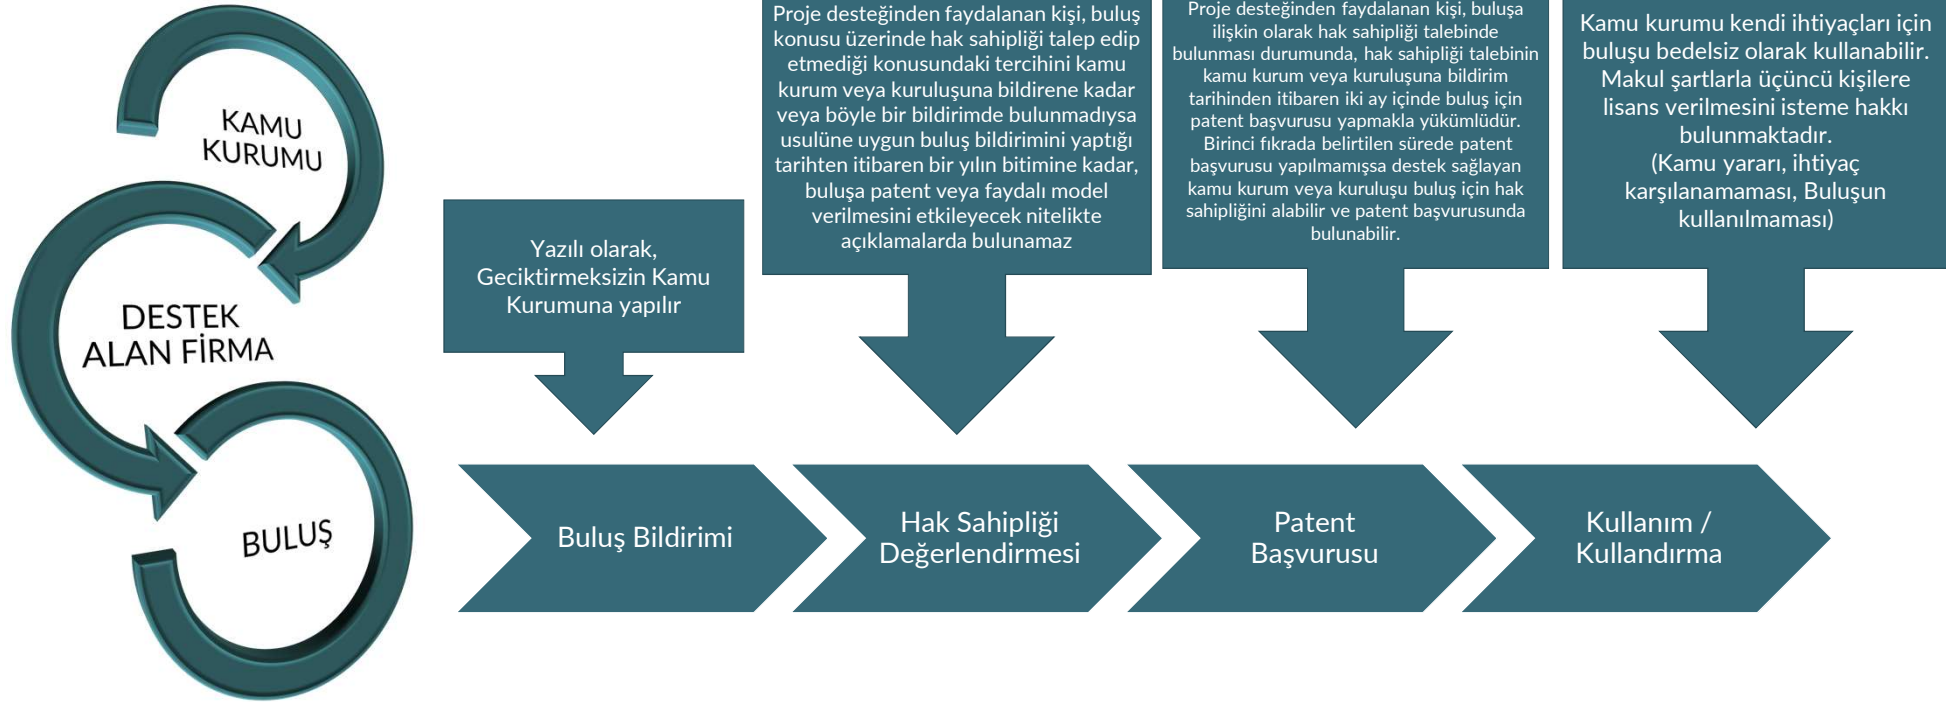 KAMU
KURUMU
DESTEK
ALAN FİRMA
BULUŞ
Yazılı olarak,
Geciktirmeksizin Kamu
Kurumuna yapılır
Proje desteğinden faydalanan kişi, buluş
konusu üzerinde hak sahipliği talep edip
etmediği konusundaki tercihini kamu
kurum veya kuruluşuna bildirene kadar
veya böyle bir bildirimde bulunmadıysa
usulüne uygun buluş bildirimini yaptığı
tarihten itibaren bir yılın bitimine kadar,
buluşa patent veya faydalı model
verilmesini etkileyecek nitelikte
açıklamalarda bulunamaz
Proje desteğinden faydalanan kişi, buluşa
ilişkin olarak hak sahipliği talebinde
bulunması durumunda, hak sahipliği talebinin
kamu kurum veya kuruluşuna bildirim
tarihinden itibaren iki ay içinde buluş için
patent başvurusu yapmakla yükümlüdür.
Birinci fıkrada belirtilen sürede patent
başvurusu yapılmamışsa destek sağlayan
kamu kurum veya kuruluşu buluş için hak
sahipliğini alabilir ve patent başvurusunda
bulunabilir.
Kamu kurumu kendi ihtiyaçları için
buluşu bedelsiz olarak kullanabilir.
Makul şartlarla üçüncü kişilere
lisans verilmesini isteme hakkı
bulunmaktadır.
(Kamu yararı, ihtiyaç
karşılanamaması, Buluşun
kullanılmaması)
Buluş Bildirimi
Hak Sahipliği
Değerlendirmesi
Patent
Başvurusu
Kullanım /
Kullandırma